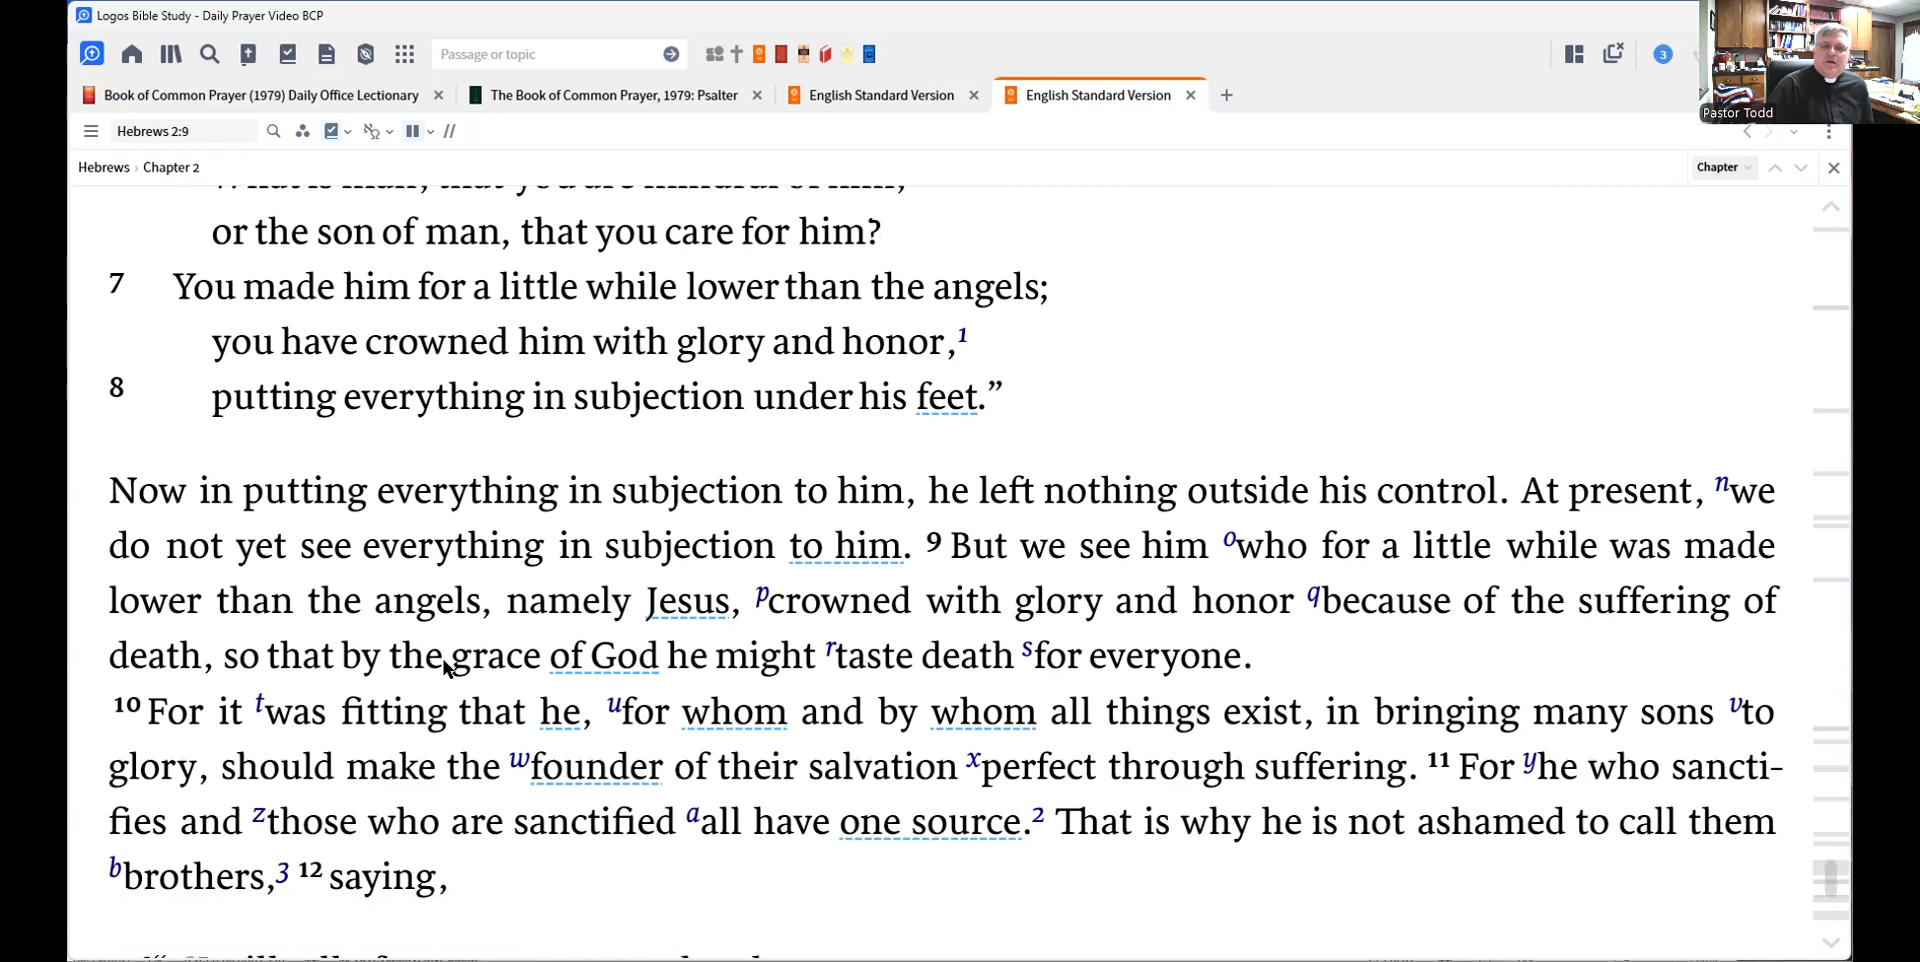 Logos Bible Study - Daily Prayer Video BCP
Passage or topic
3
Pastor Todd
Book of Common Prayer (1979) Daily Office Lectionary
The Book of Common Prayer, 1979: Psalter
English Standard Version
English Standard Version
Hebrews 2:9
Hebrews › Chapter 2
Chapter
What is man, that you are mindful of him,
or the son of man, that you care for him?
7 You made him for a little while lower than the angels;
you have crowned him with glory and honor,1
8 putting everything in subjection under his feet.”
Now in putting everything in subjection to him, he left nothing outside his control. At present, nwe
do not yet see everything in subjection to him. 9 But we see him owho for a little while was made
lower than the angels, namely Jesus, pcrowned with glory and honor qbecause of the suffering of
death, so that by the grace of God he might rtaste death sfor everyone.
10 For it twas fitting that he, ufor whom and by whom all things exist, in bringing many sons vto
glory, should make the wfounder of their salvation xperfect through suffering. 11 For yhe who sancti-
fies and zthose who are sanctified aall have one source.2 That is why he is not ashamed to call them
bbrothers,3 12 saying,